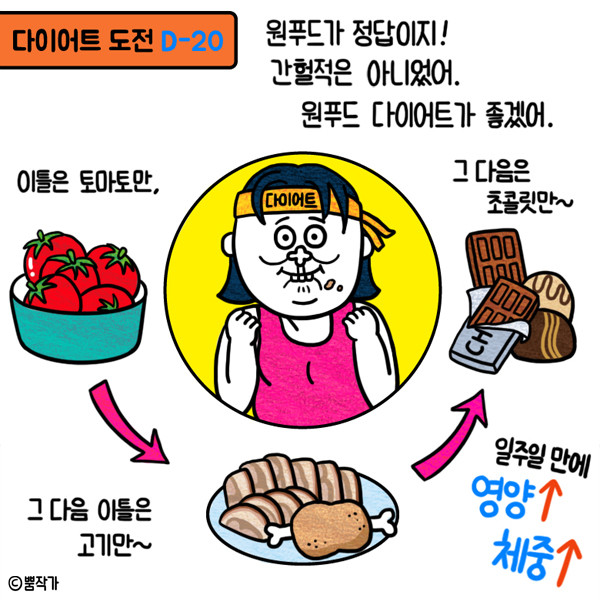 다이어트 도전 D-20
원푸드가 정답이지!
간헐적은 아니었어.
원푸드 다이어트가 좋겠어.
이틀은 토마토만,
그 다음은
초콜릿만~
다이어트
CH
그 다음 이틀은
고기만~
일주일 만에
영양↑
체중↑
©뿜작가